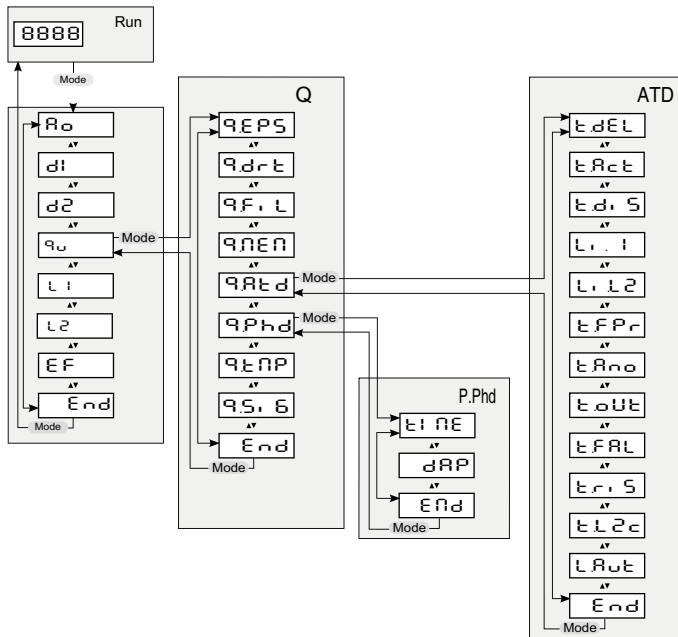 Run
8888
Mode
Ao
d1
d2
qu
Mode
L1
L2
EF
End
Mode
Q
q.EPS
q.drt
q.FiL
q.MEM
q.Atd
Mode
q.Phd
Mode
q.tMP
q.Si6
End
Mode
P.Phd
tIME
dAP
End
Mode
ATD
t.dEL
t.Act
t.diS
Li. 1
Li.L2
t.FPr
t.Ano
t.oUt
t.FAL
t.riS
t.L2c
L.Aut
End
Mode